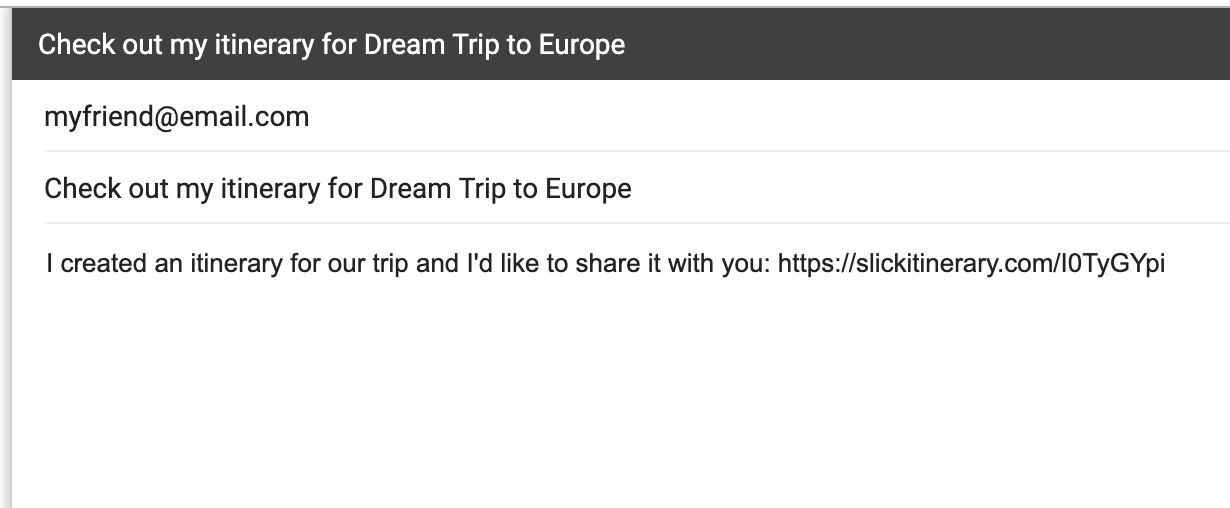 Check out my itinerary for Dream Trip to Europe
myfriend@email.com
Check out my itinerary for Dream Trip to Europe
I created an itinerary for our trip and I'd like to share it with you: https://slickitinerary.com/I0TyGYpi